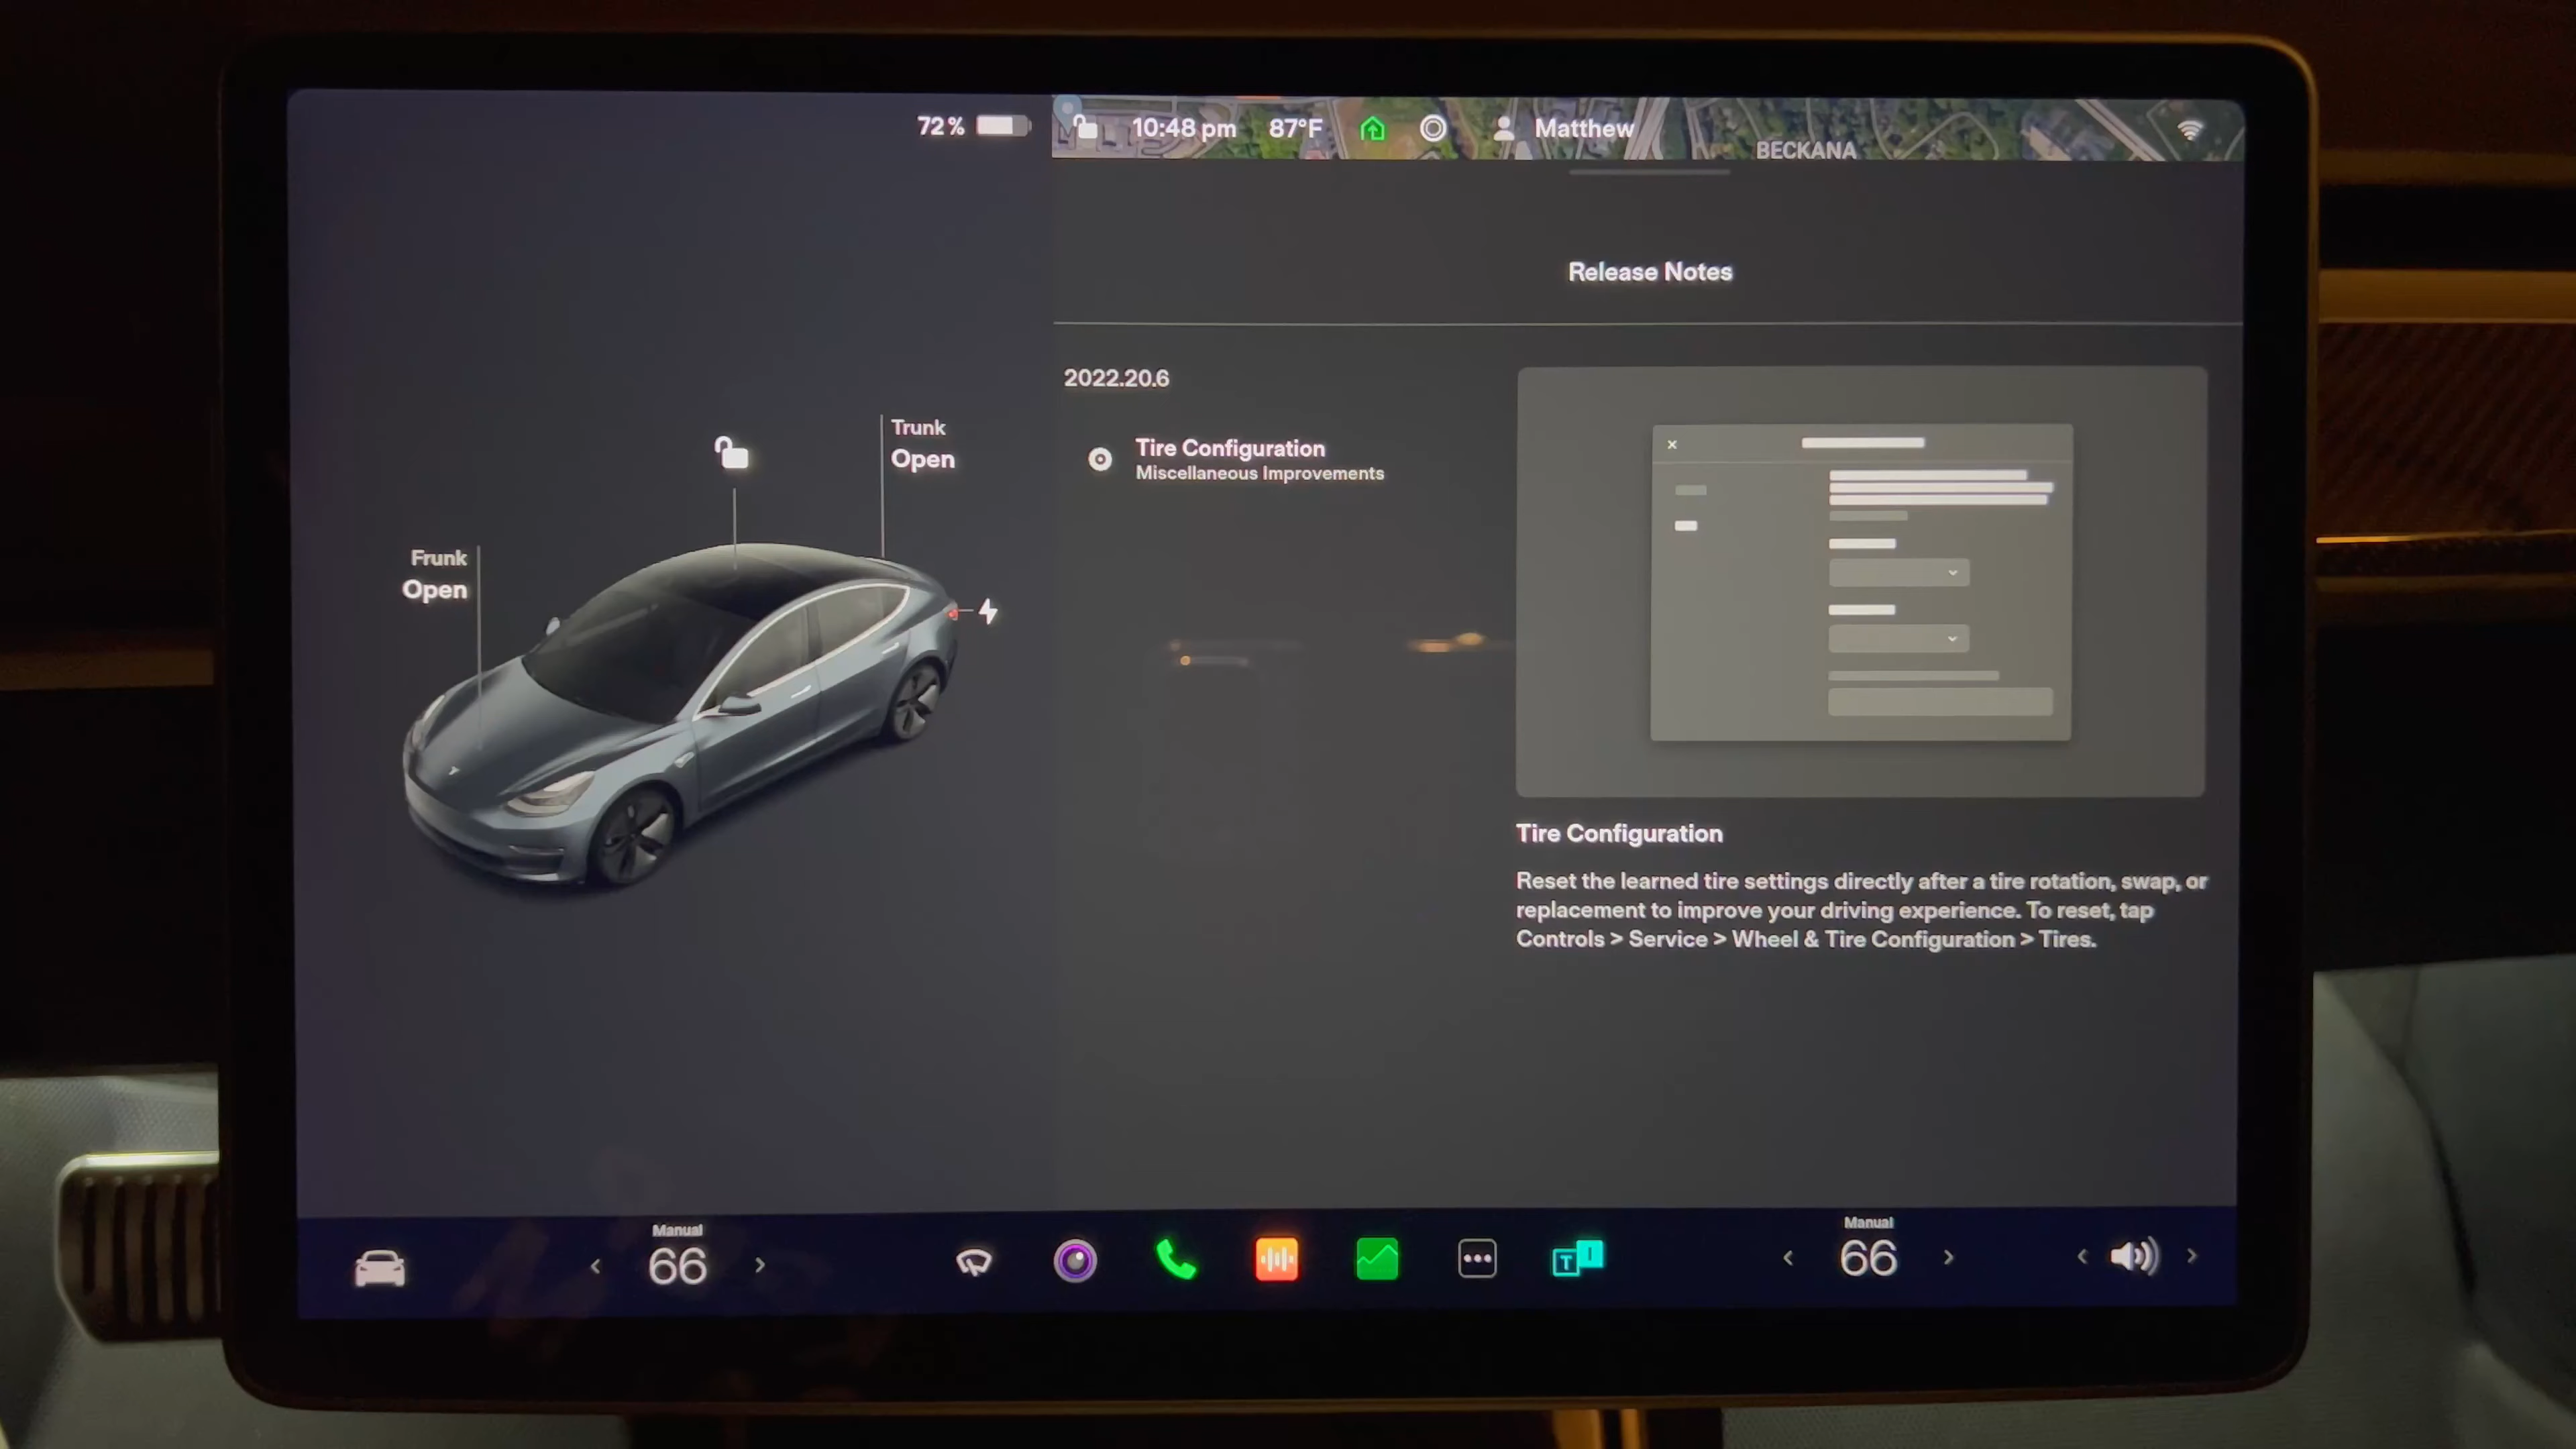 72 %
10:48 pm
87°F
Matthew
BECKANA
Release Notes
2022.20.6
Tire Configuration
Miscellaneous Improvements
Trunk
Open
Frunk
Open
Tire Configuration
Reset the learned tire settings directly after a tire rotation, swap, or
replacement to improve your driving experience. To reset, tap
Controls > Service > Wheel & Tire Configuration > Tires.
Manual
66
T
I
Manual
66